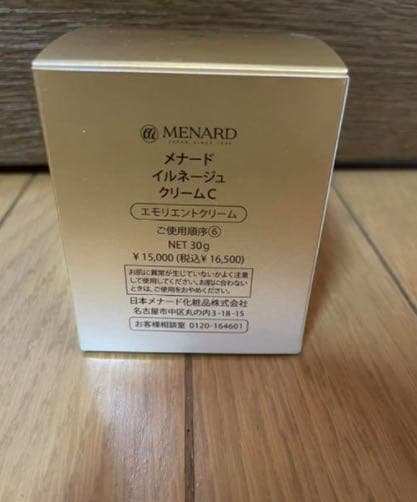 MENARD
JAPAN, SINCE 1959
メナード
イルネージュ
クリームC
エモリエントクリーム
ご使用順序⑥
NET 30g
¥15,000(税込¥16,500)
お肌に異常が生じていないかよく注意
して使用してください。お肌に合わない
ときは、ご使用をおやめください。
日本メナード化粧品株式会社
名古屋市中区丸の内3-18-15
お客様相談室 0120-164601